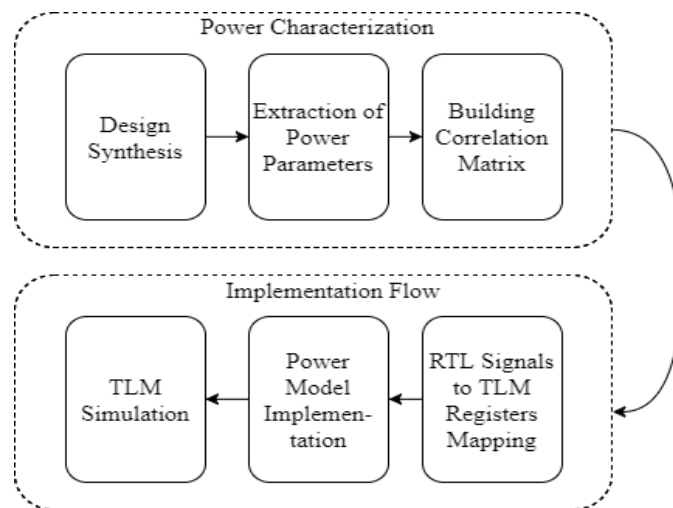 Power Characterization
Design
Synthesis
Extraction of
Power
Parameters
Building
Correlation
Matrix
Implementation Flow
TLM
Simulation
Power
Model
Implemen-
tation
RTL Signals
to TLM
Registers
Mapping